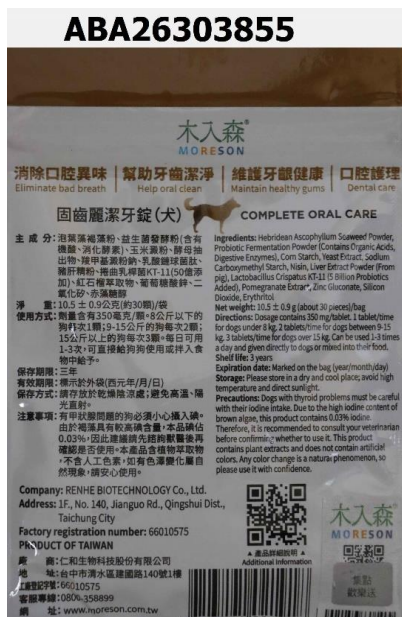 ABA26303855
木入森®
MORESON
消除口腔異味 | 幫助牙齒潔淨 | 維護牙齦健康 | 口腔護理
Eliminate bad breath Help oral clean Maintain healthy gums Dental care
固齒麗潔牙錠(犬)
COMPLETE ORAL CARE
主成分:泡葉藻褐藻粉、益生菌發酵粉(含有
機酸、消化酵素)、玉米澱粉、酵母抽
出物、羧甲基澱粉鈉、乳酸鏈球菌肽、
豬肝精粉、捲曲乳桿菌KT-11(50億添
加)、紅石榴萃取物、葡萄糖酸鋅、二
氧化矽、赤藻糖醇
淨重:10.5 ± 0.9公克(約30顆)/袋
使用方式:劑量含有350毫克/顆。8公斤以下的
狗每次1顆;9-15公斤的狗每次2顆;
15公斤以上的狗每次3顆。每日可用
1-3次,可直接給狗狗使用或拌入食
物中給予。
保存期限:三年
有效期限:標示於外袋(西元年/月/日)
保存方式:請存放於乾燥陰涼處;避免高溫、陽
光直射。
注意事項:有甲狀腺問題的狗必須小心攝入碘。
由於褐藻具有較高碘含量,本品碘佔
0.03%,因此建議請先諮詢獸醫後再
確認是否使用。本產品含植物萃取物
,不含人工色素,如有色澤變化屬自
然現象,請安心使用。
Ingredients: Hebridean Ascophyllum Seaweed Powder,
Probiotic Fermentation Powder (Contains Organic Acids,
Digestive Enzymes), Corn Starch, Yeast Extract, Sodium
Carboxymethyl Starch, Nisin, Liver Extract Powder (From
pig), Lactobacillus Crispatus KT-11 (5 Billion Probiotics
Added), Pomegranate Extract, Zinc Gluconate, Silicon
Dioxide, Erythritol
Net weight: 10.5 ± 0.9 g (about 30 pieces)/bag
Directions: Dosage contains 350 mg/tablet. 1 tablet/time
for dogs under 8 kg. 2 tablets/time for dogs between 9-15
kg. 3 tablets/time for dogs over 15 kg. Can be used 1-3 times
a day and given directly to dogs or mixed into their food.
Shelf life: 3 years
Expiration date: Marked on the bag (year/month/day)
Storage: Please store in a dry and cool place; avoid high
temperature and direct sunlight.
Precautions: Dogs with thyroid problems must be careful
with their iodine intake. Due to the high iodine content of
brown algae, this product contains 0.03% iodine.
Therefore, it is recommended to consult your veterinarian
before confirming whether to use it. This product
contains plant extracts and does not contain artificial
colors. Any color change is a natural phenomenon, so
please use it with confidence.
Company: RENHE BIOTECHNOLOGY Co., Ltd.
Address: 1F., No. 140, Jianguo Rd., Qingshui Dist.,
Taichung City
Factory registration number: 66010575
PRODUCT OF TAIWAN
廠商:仁和生物科技股份有限公司
地址:台中市清水區建國路140號1樓
工廠登記字號:66010575
客服專線:0800-358899
網址:www.moreson.com.tw
▲產品詳細說明▲
Additional Information
木入森®
MORESON
集點
歡樂送